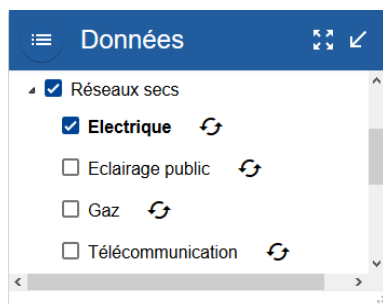 Données
Réseaux secs
Electrique
Eclairage public
Gaz
Télécommunication